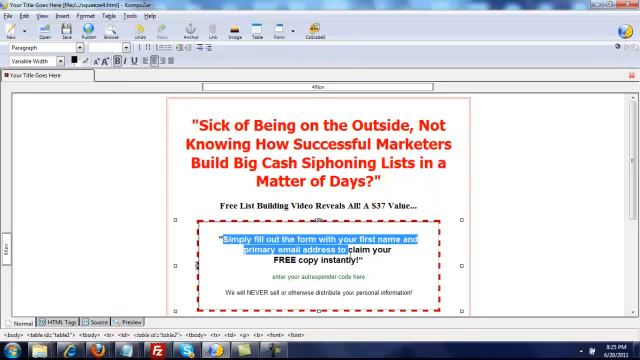 Your Title Goes Here [file:/.../squeeze4.html] - KompoZer
File Edit View Insert Format Table Tools Help
New Open Save Publish Browse Undo Redo Anchor Link Image Table Form CaScadeS
Paragraph
Variable Width
B I U
Your Title Goes Here
"Sick of Being on the Outside, Not
Knowing How Successful Marketers
Build Big Cash Siphoning Lists in a
Matter of Days?"
Free List Building Video Reveals All! A $37 Value...
"Simply fill out the form with your first name and
primary email address to claim your
FREE copy instantly!"
enter your autoresponder code here
We will NEVER sell or otherwise distribute your personal information!
Normal HTML Tags Source Preview
<body> <table id="table1"> <tbody> <tr> <td> <table id="table2"> <tbody> <tr> <td> <p> <b> <font> <font>
8:25 PM
6/20/2011